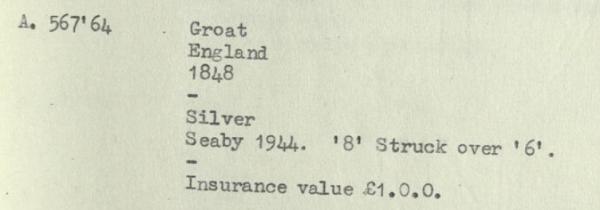 A. 567'64 Groat
England
1848
-
Silver
Seaby 1944. '8' Struck over '6'.
-
Insurance value £1.0.0.